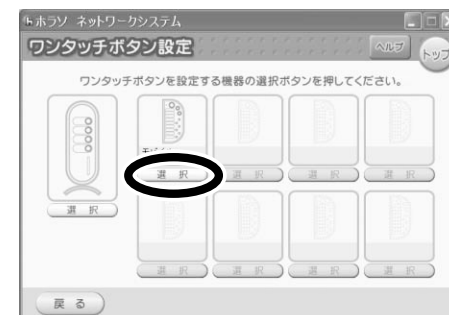 ホラソ ネットワークシステム
ワンタッチボタン設定
ヘルプ
トップ
ワンタッチボタンを設定する機器の選択ボタンを押してください。
選択
選択 選択 選択 選択
選択 選択 選択 選択
戻る